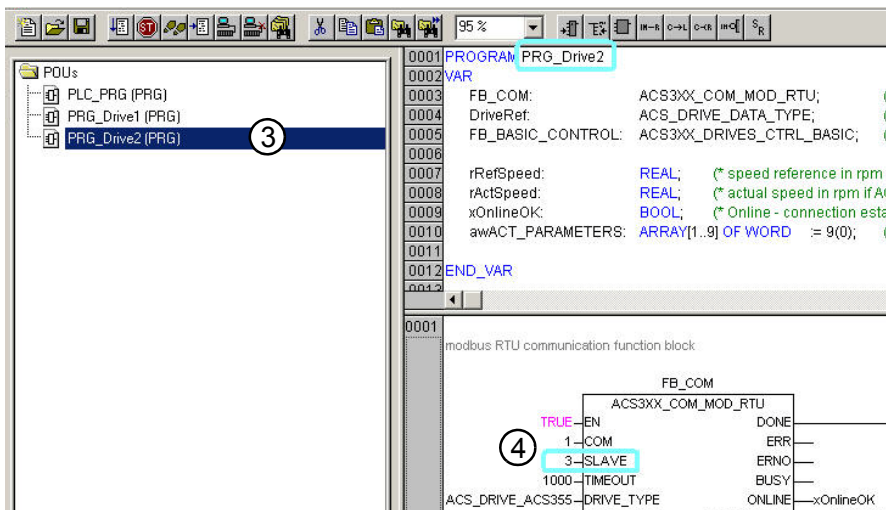 95 %
POUs
PLC_PRG (PRG)
PRG_Drive1 (PRG)
PRG_Drive2 (PRG)
3
0001 PROGRAM PRG_Drive2
0002 VAR
0003 FB_COM: ACS3XX_COM_MOD_RTU; (
0004 DriveRef: ACS_DRIVE_DATA_TYPE; (
0005 FB_BASIC_CONTROL: ACS3XX_DRIVES_CTRL_BASIC; (
0006
0007 rRefSpeed: REAL; (* speed reference in rpm
0008 rActSpeed: REAL; (* actual speed in rpm if
0009 xOnlineOK: BOOL; (* Online - connection
0010 awACT_PARAMETERS: ARRAY[1..9] OF WORD := 9(0); (
0011
0012 END_VAR
0013
0001
modbus RTU communication function block
FB_COM
ACS3XX_COM_MOD_RTU
TRUE EN DONE
1 COM ERR
4
3 SLAVE ERNO
1000 TIMEOUT BUSY
ACS_DRIVE_ACS355 DRIVE_TYPE ONLINE xOnlineOK